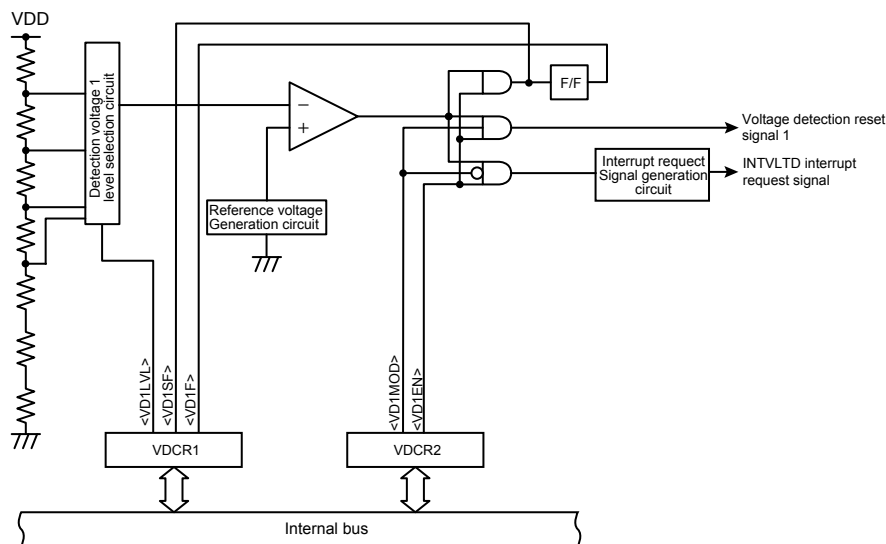 VDD
Detection voltage 1
level selection circuit
F/F
Voltage detection reset
signal 1
Interrupt requect
Signal generation
circuit
INTVLTD interrupt
request signal
Reference voltage
Generation circuit
<VD1LVL>
<VD1SF>
<VD1F>
<VD1MOD>
<VD1EN>
VDCR1
VDCR2
Internal bus